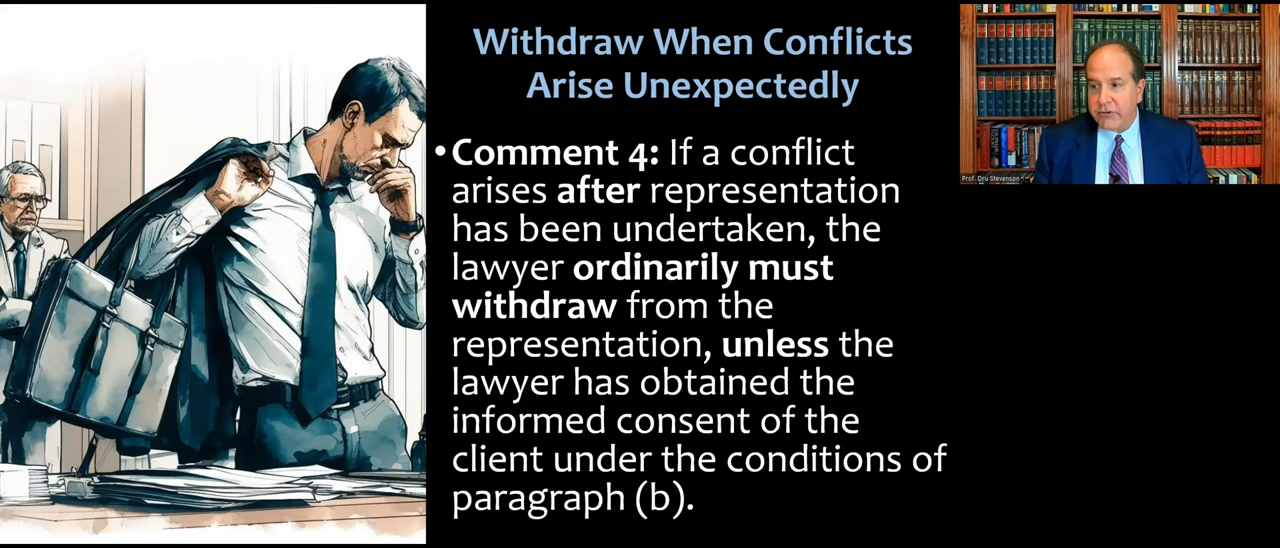 Withdraw When Conflicts
Arise Unexpectedly
• Comment 4: If a conflict
arises after representation
has been undertaken, the
lawyer ordinarily must
withdraw from the
representation, unless the
lawyer has obtained the
informed consent of the
client under the conditions of
paragraph (b).
Prof. Dru Stevenson